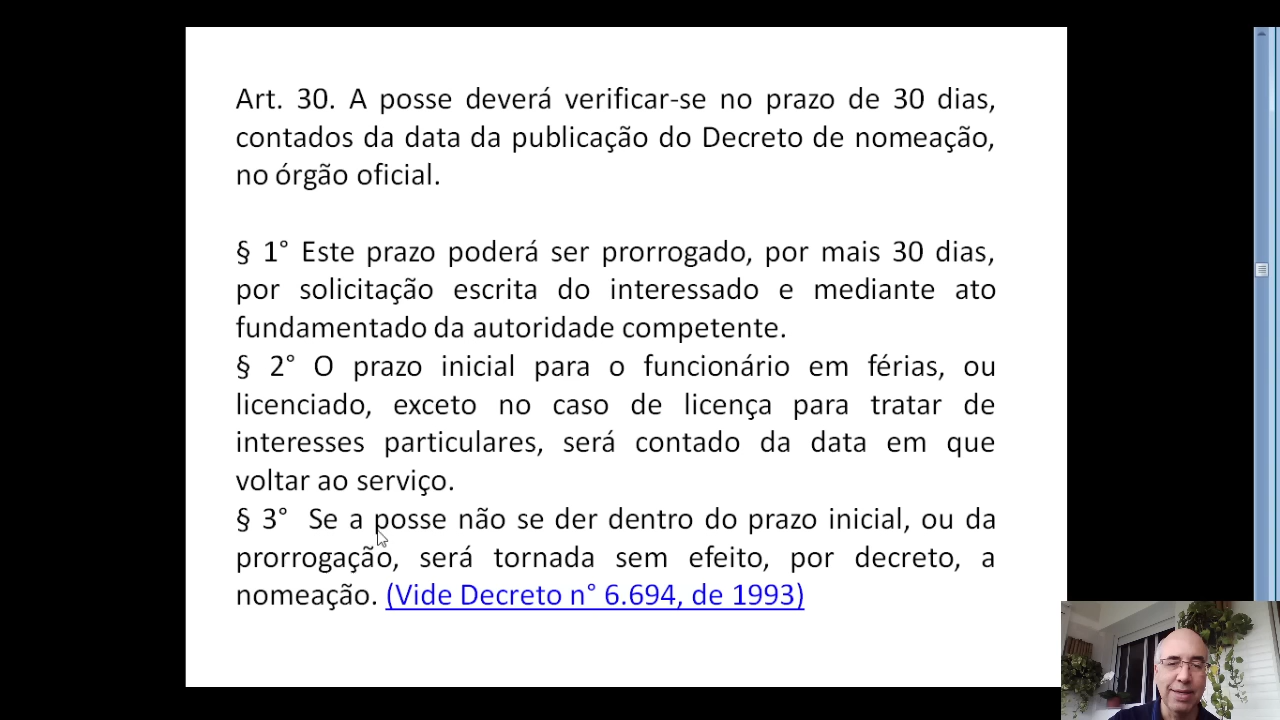 Art. 30. A posse deverá verificar-se no prazo de 30 dias,
contados da data da publicação do Decreto de nomeação,
no órgão oficial.
§ 1° Este prazo poderá ser prorrogado, por mais 30 dias,
por solicitação escrita do interessado e mediante ato
fundamentado da autoridade competente.
§ 2° O prazo inicial para o funcionário em férias, ou
licenciado, exceto no caso de licença para tratar de
interesses particulares, será contado da data em que
voltar ao serviço.
§ 3° Se a posse não se der dentro do prazo inicial, ou da
prorrogação, será tornada sem efeito, por decreto, a
nomeação. (Vide Decreto n° 6.694, de 1993)